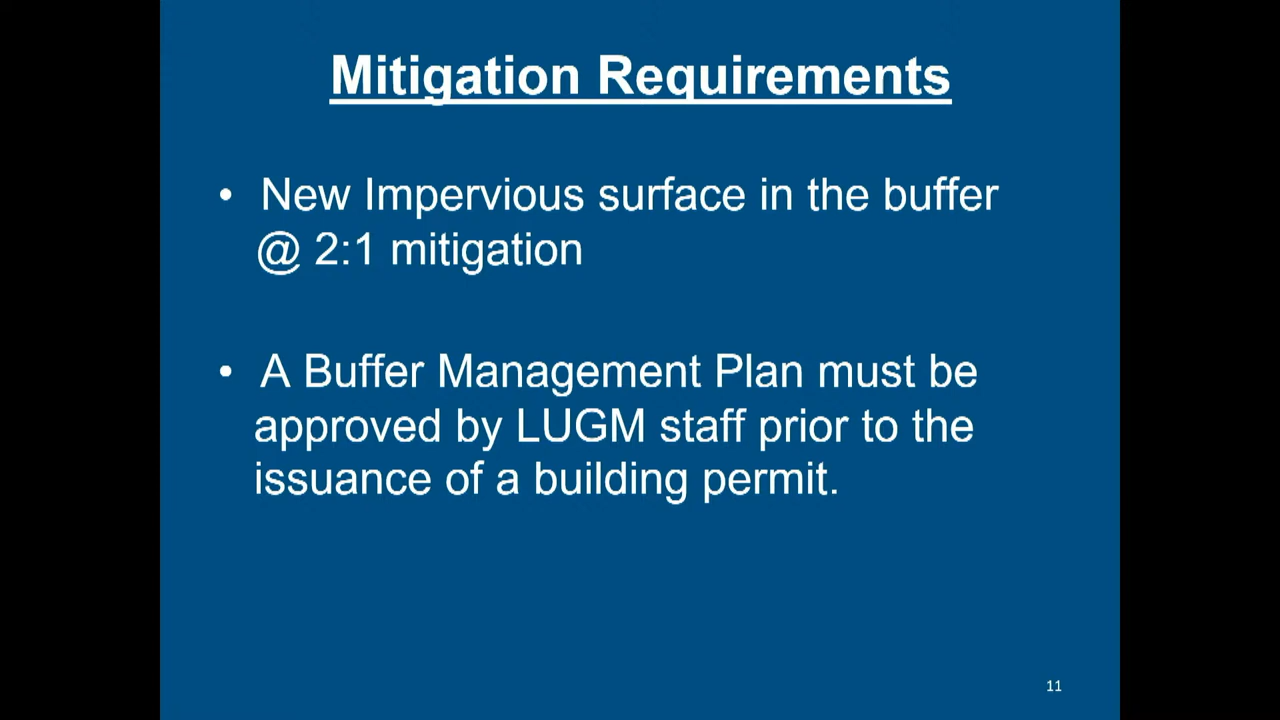 Mitigation Requirements
• New Impervious surface in the buffer
@ 2:1 mitigation
• A Buffer Management Plan must be
approved by LUGM staff prior to the
issuance of a building permit.
11